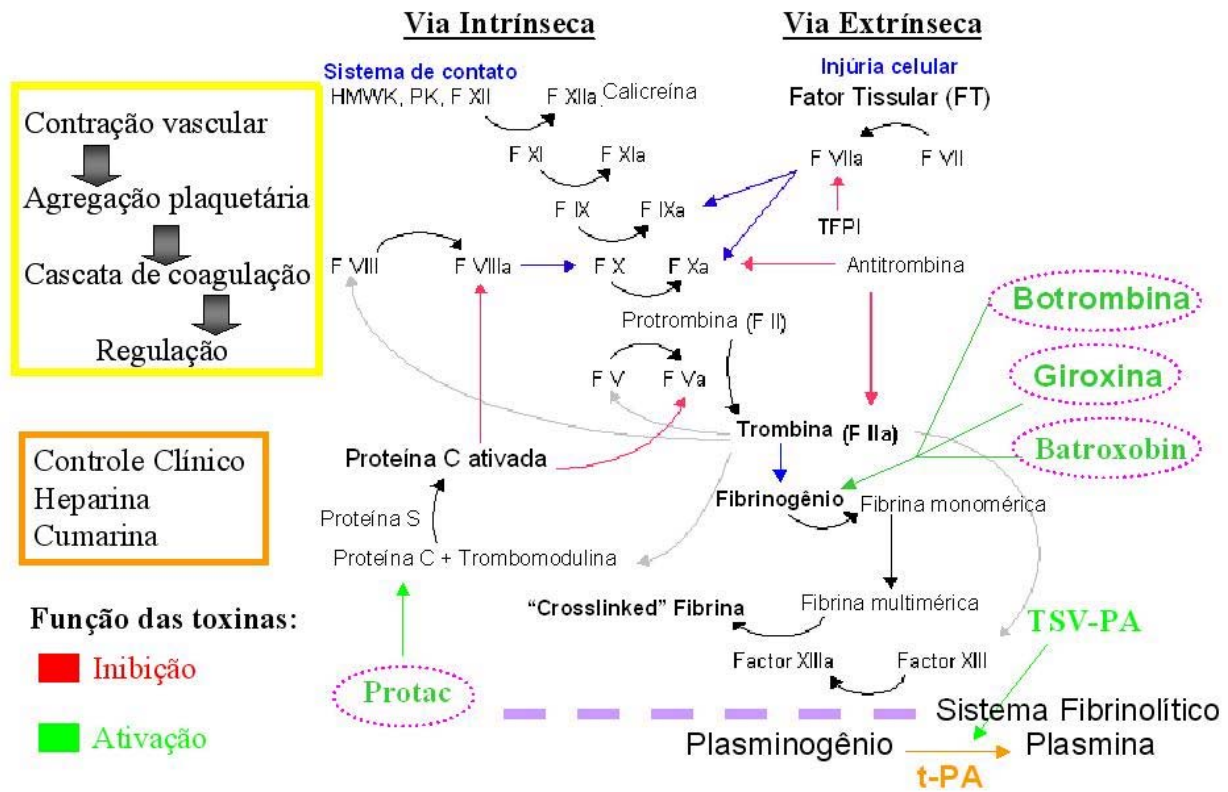 Via Intrínseca
Via Extrínseca
Sistema de contato
HMWK, PK, F XII
F XIIa
Calicreína
F XI
F XIa
F IX
F IXa
F VIII
F VIIIa
F X
F Xa
Injúria celular
Fator Tissular (FT)
F VIIa
F VII
TFPI
Antitrombina
Protrombina (F II)
F V
F Va
Trombina (F IIa)
Proteína C ativada
Proteína S
Proteína C + Trombomodulina
Fibrinogênio
Fibrina monomérica
Fibrina multimérica
"Crosslinked" Fibrina
Factor XIIIa
Factor XIII
Botrombina
Giroxina
Batroxobin
TSV-PA
Protac
Sistema Fibrinolítico
Plasminogênio
Plasmina
t-PA
Contração vascular
Agregação plaquetária
Cascata de coagulação
Regulação
Controle Clínico
Heparina
Cumarina
Função das toxinas:
Inibição
Ativação